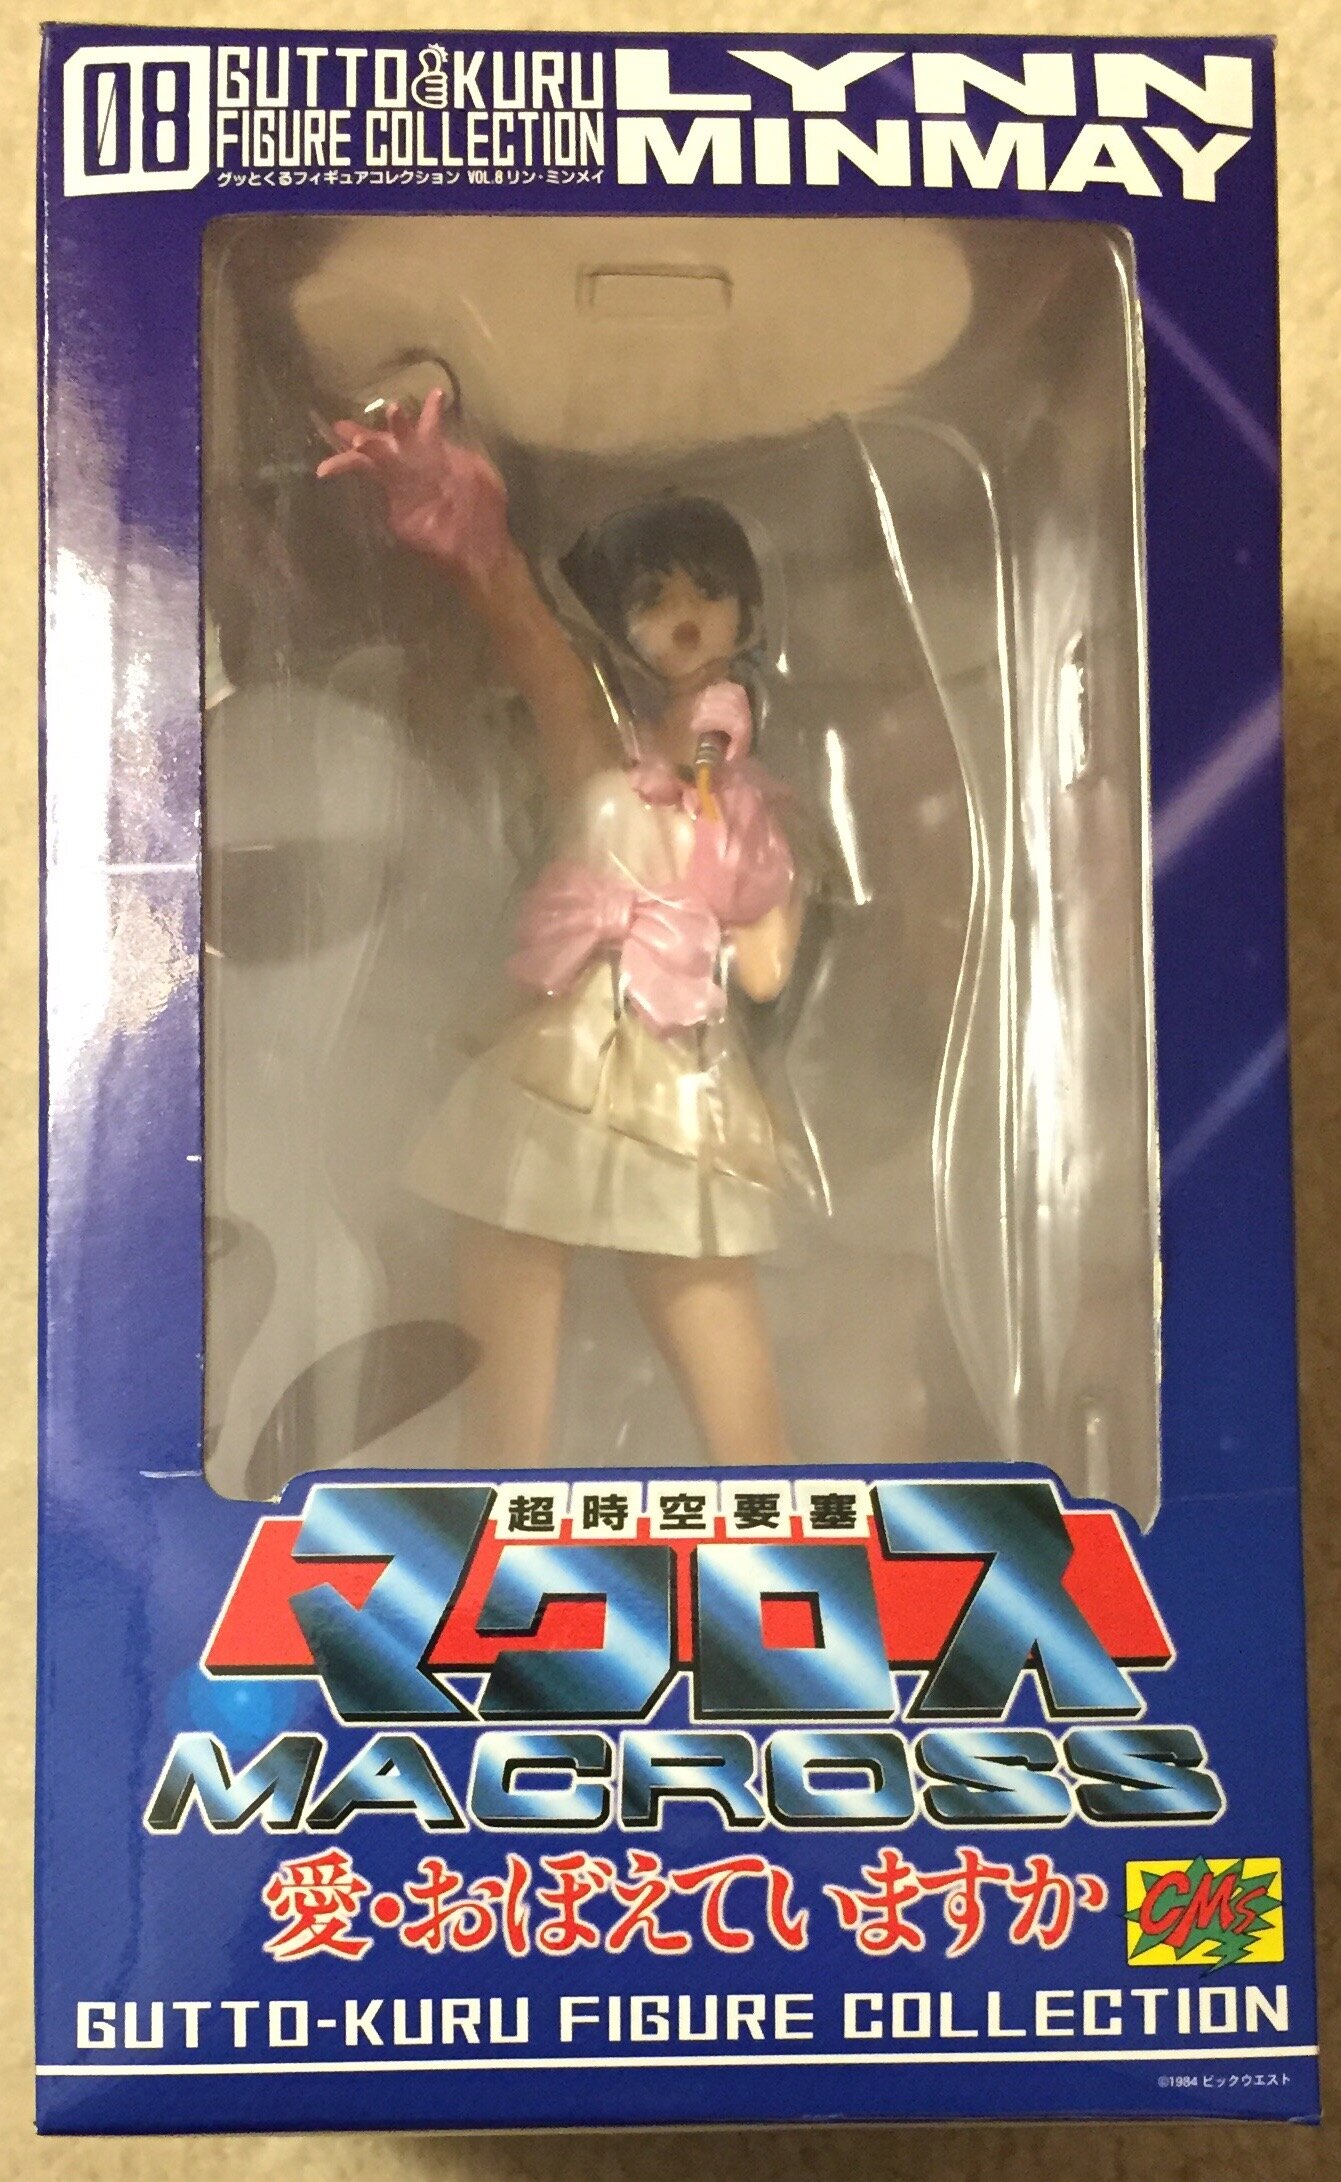 08
GUTTO KURU
FIGURE COLLECTION
グッとくるフィギュアコレクション VOL.8 リン・ミンメイ
LYNN
MINMAY
超時空要塞
マクロス
MACROSS
愛・おぼえていますか
CM'S
GUTTO-KURU FIGURE COLLECTION
©1984 ビックウエスト